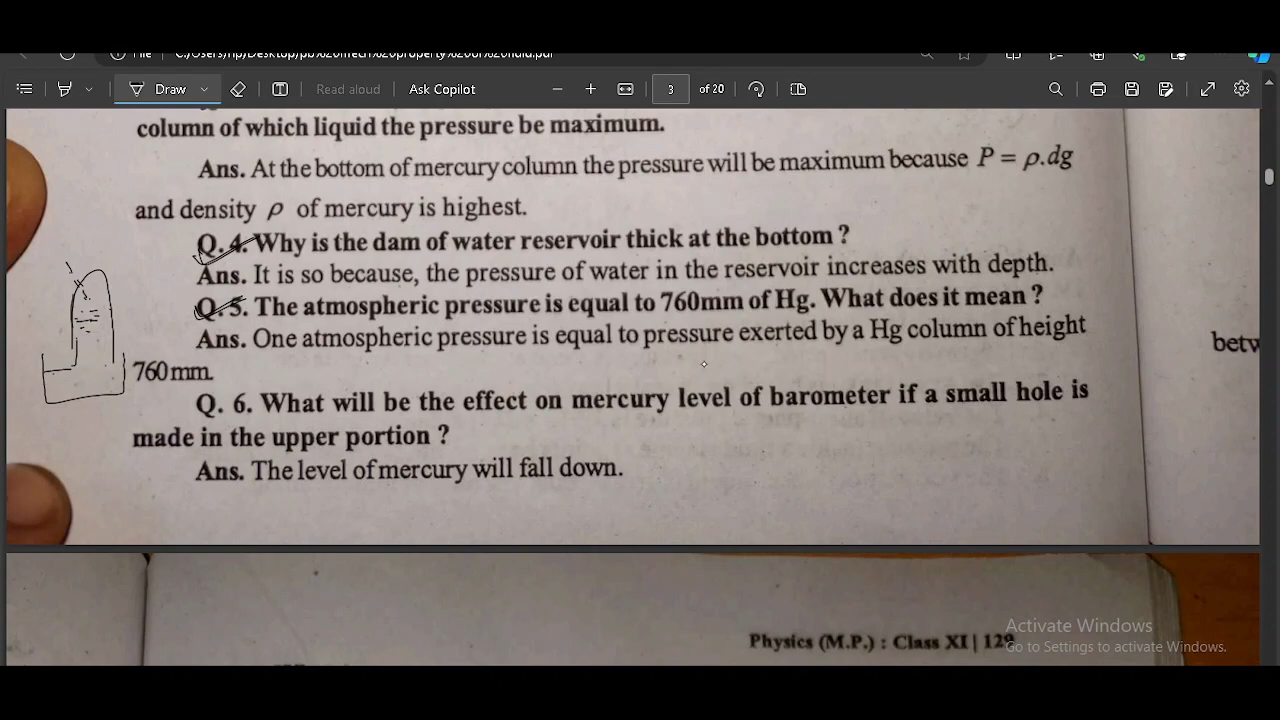 Draw
Read aloud
Ask Copilot
3 of 20
column of which liquid the pressure be maximum.
Ans. At the bottom of mercury column the pressure will be maximum because P = ρ.dg
and density ρ of mercury is highest.
Q. 4. Why is the dam of water reservoir thick at the bottom ?
Ans. It is so because, the pressure of water in the reservoir increases with depth.
Q. 5. The atmospheric pressure is equal to 760mm of Hg. What does it mean ?
Ans. One atmospheric pressure is equal to pressure exerted by a Hg column of height
760mm.
betw
Q. 6. What will be the effect on mercury level of barometer if a small hole is
made in the upper portion ?
Ans. The level of mercury will fall down.
Physics (M.P.) : Class XI | 129
Activate Windows
Go to Settings to activate Windows.